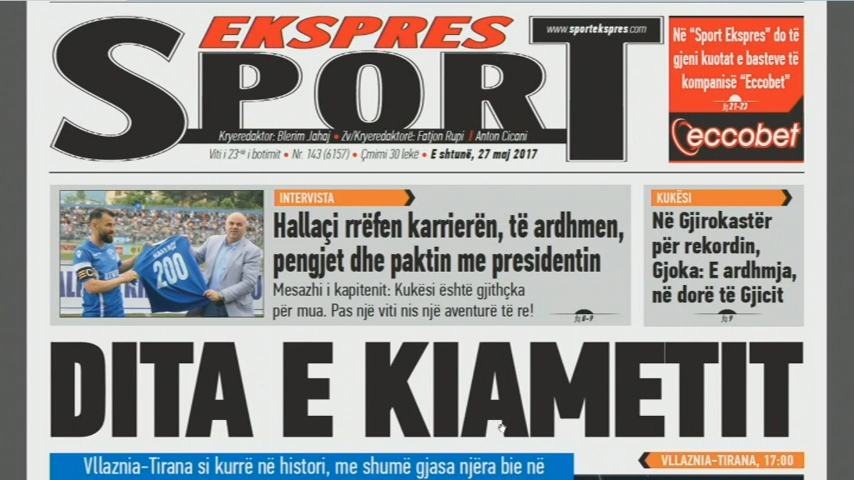 EKSPRES
SPORT
www.sportekspres.com
Në "Sport Ekspres" do të
gjeni kuotat e basteve të
kompanisë "Eccobet"
21-23
eccobet
Kryeredaktor: Blerim Jahaj • Zv/Kryeredaktorë: Fatjon Rupi | Anton Cicani
Viti i 23-të i botimit • Nr. 143 (6157) • Çmimi 30 lekë • E shtunë, 27 maj 2017
INTERVISTA
Hallaçi rrëfen karrierën, të ardhmen,
pengjet dhe paktin me presidentin
Mesazhi i kapitenit: Kukësi është gjithçka
për mua. Pas një viti nis një aventurë të re!
8-9
200
KUKËSI
Në Gjirokastër
për rekordin,
Gjoka: E ardhmja,
në dorë të Gjicit
9
DITA E KIAMETIT
Vllaznia-Tirana si kurrë në histori, me shumë gjasa njëra bie në
VLLAZNIA-TIRANA, 17:00